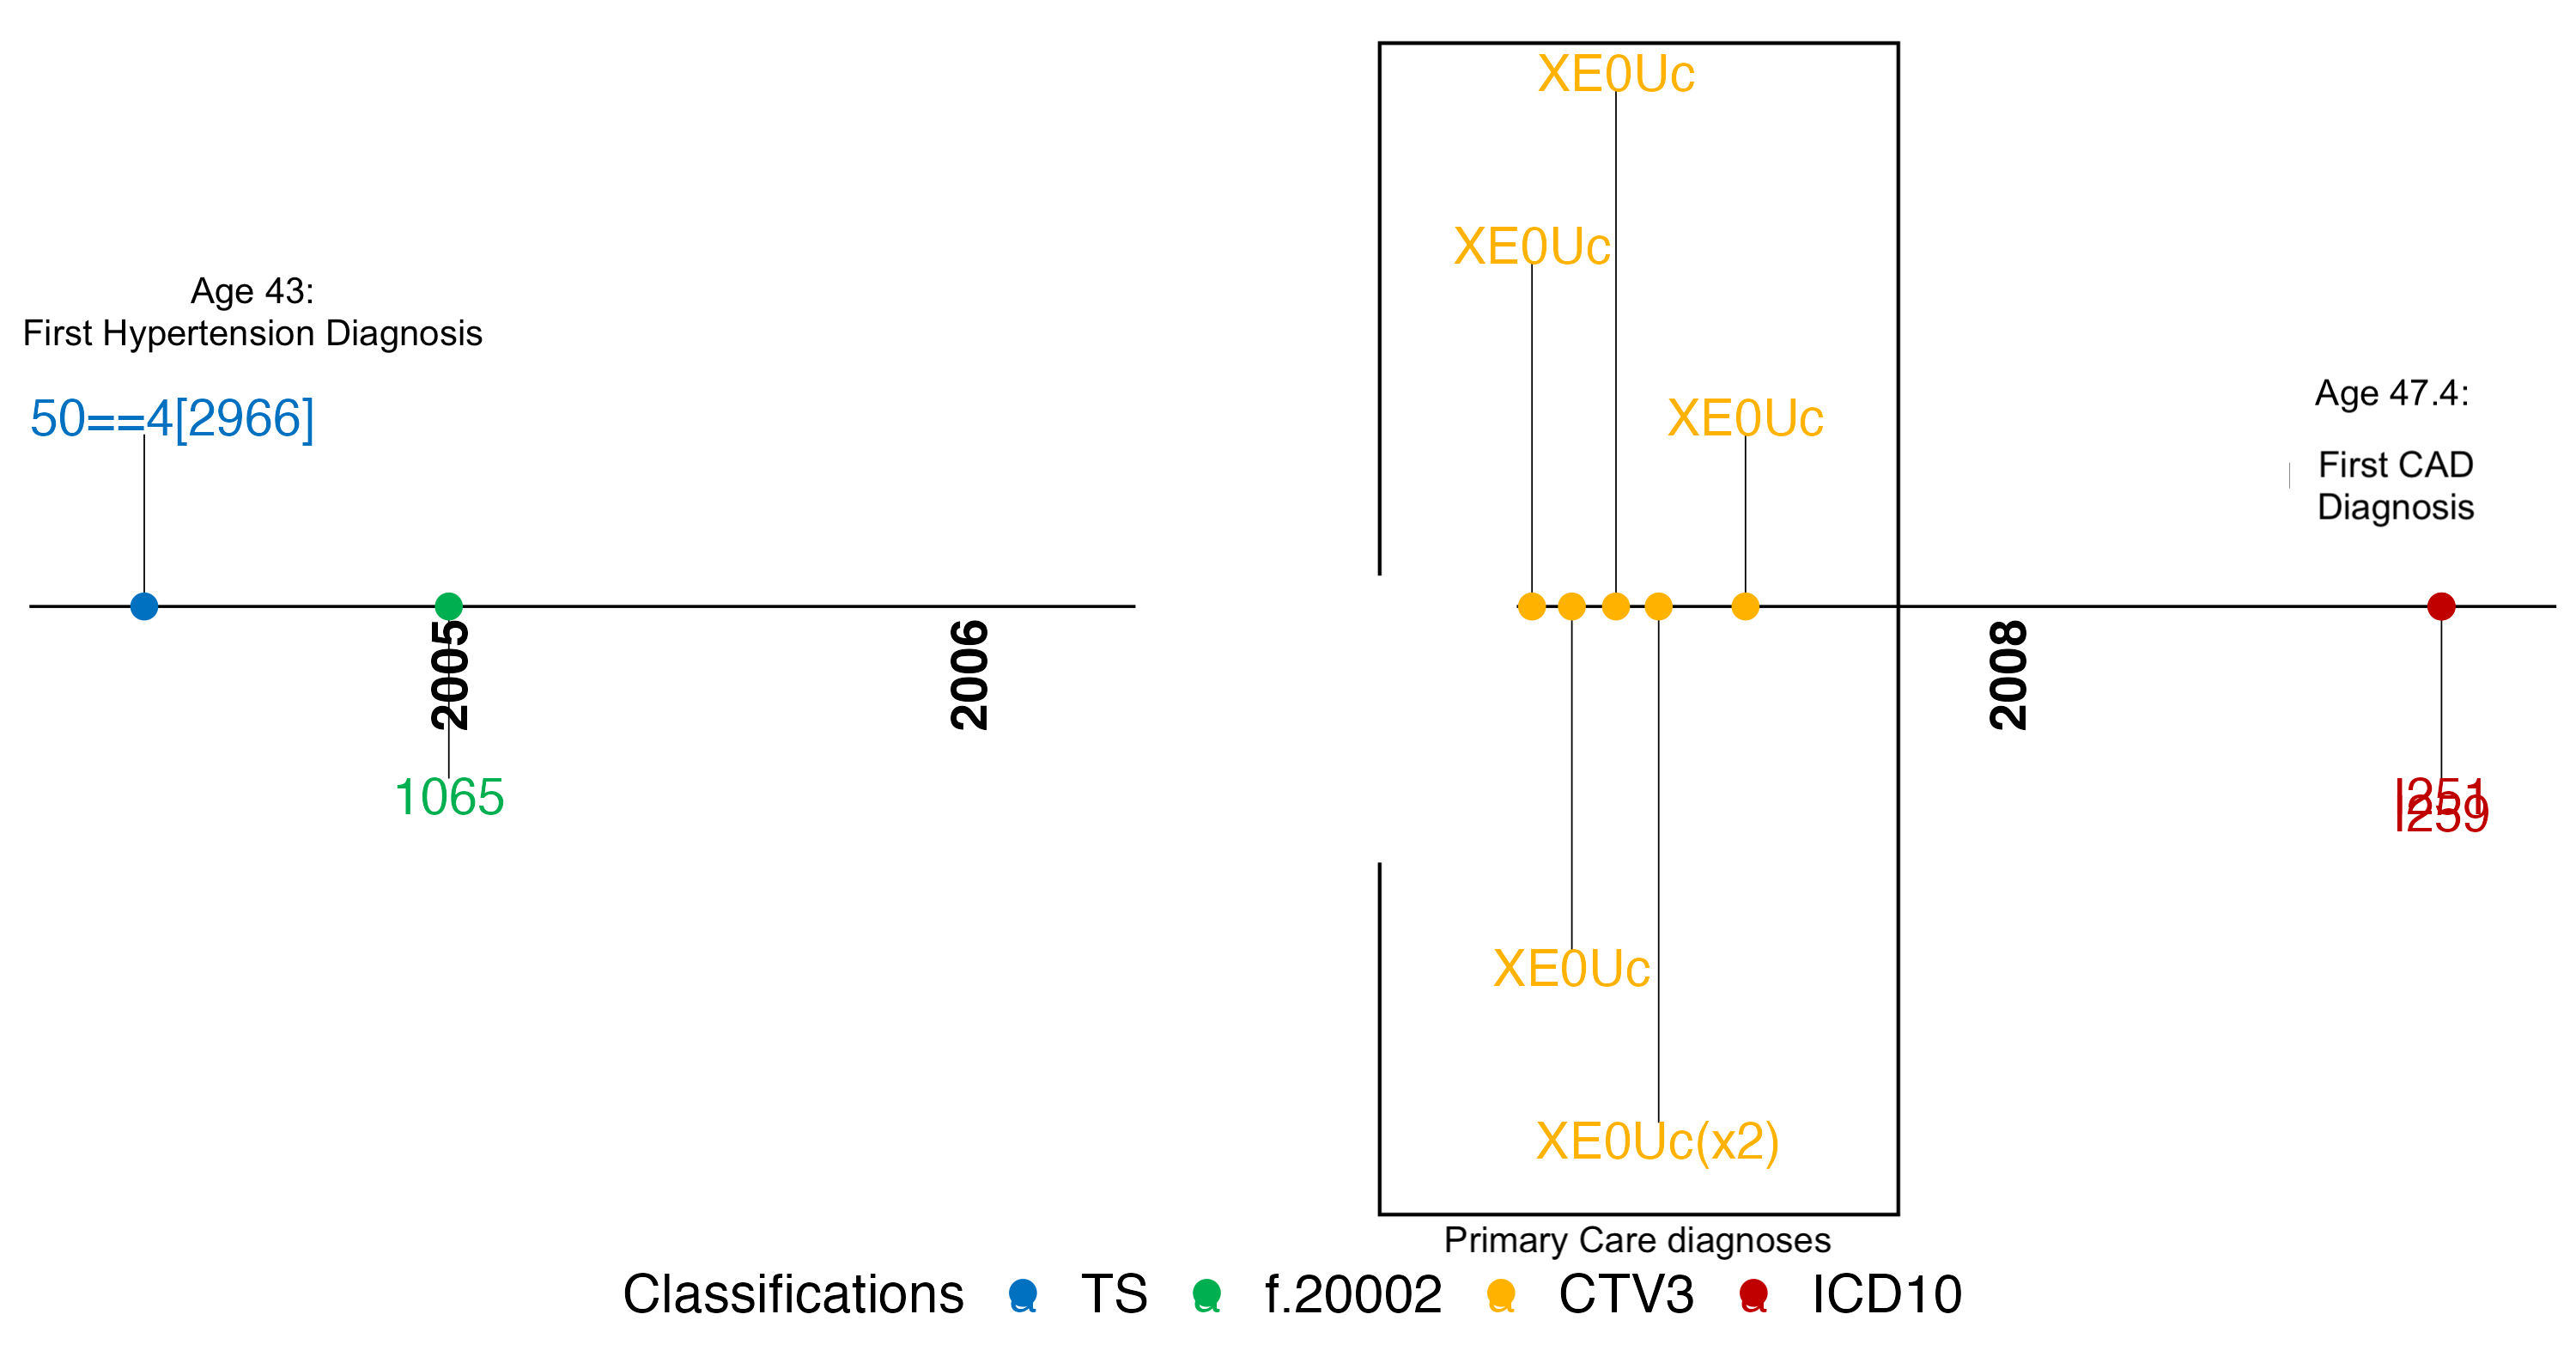 XE0Uc
XE0Uc
Age 43:
First Hypertension Diagnosis
50==4[2966]
XE0Uc
Age 47.4:
First CAD
Diagnosis
2005
2006
2008
1065
I251
I259
XE0Uc
XE0Uc(x2)
Primary Care diagnoses
Classifications TS f.20002 CTV3 ICD10